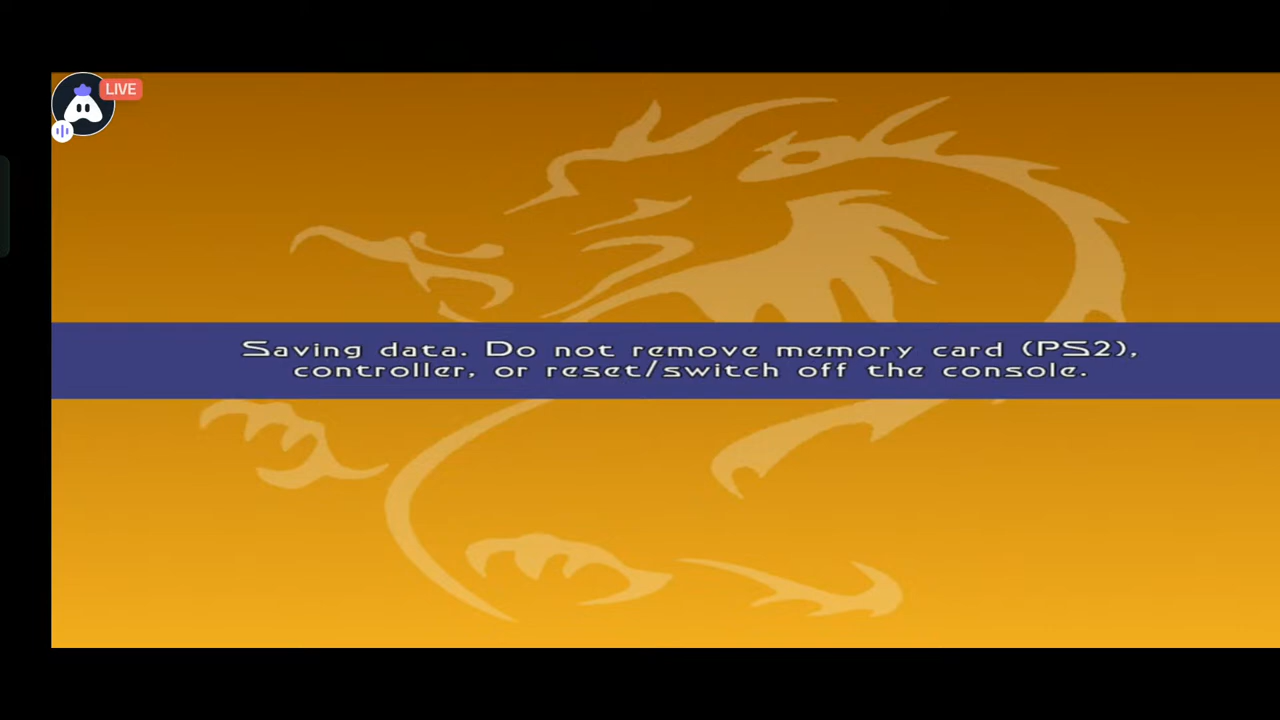 LIVE
Saving data. Do not remove memory card (PS2),
controller, or reset/switch off the console.